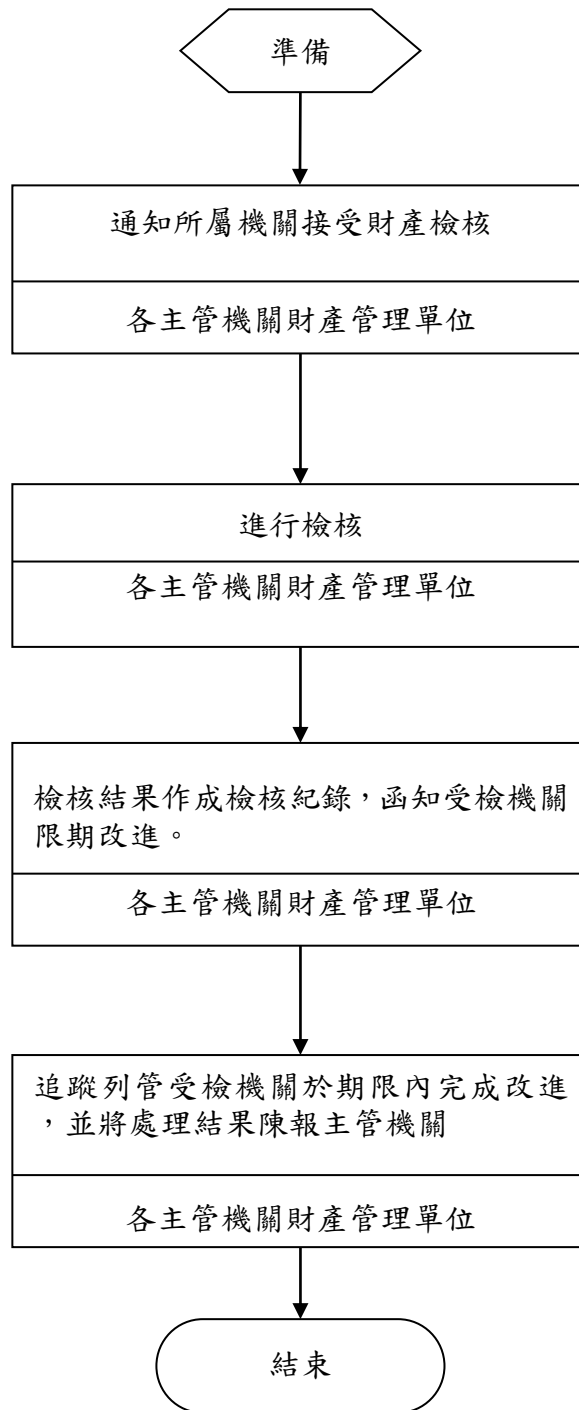 準備
通知所屬機關接受財產檢核
各主管機關財產管理單位
進行檢核
各主管機關財產管理單位
檢核結果作成檢核紀錄，函知受檢機關
限期改進。
各主管機關財產管理單位
追蹤列管受檢機關於期限內完成改進
，並將處理結果陳報主管機關
各主管機關財產管理單位
結束